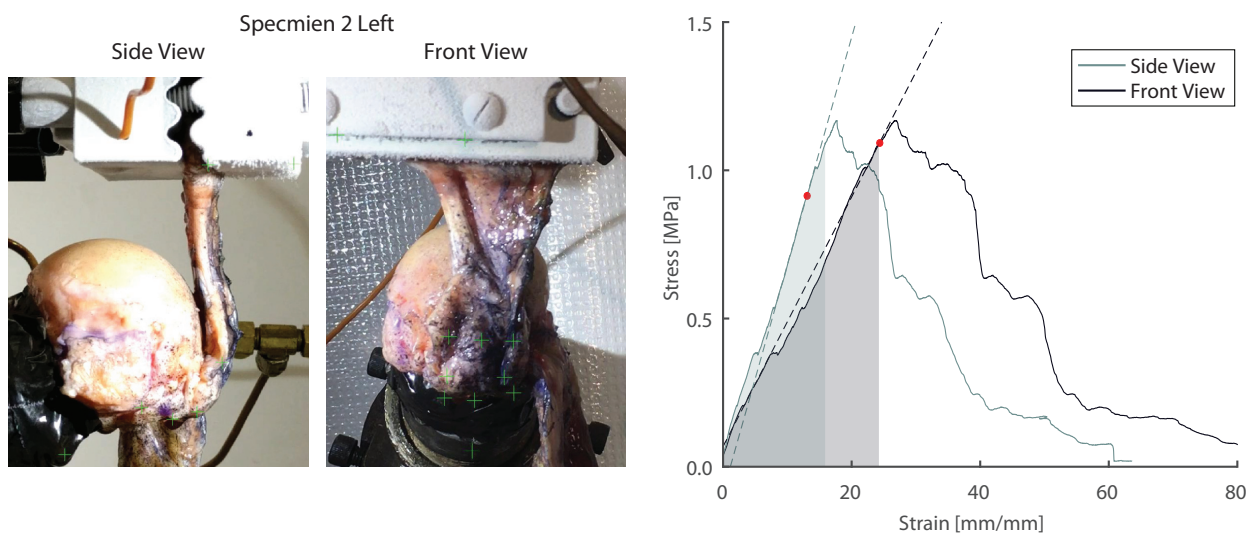 Specmien 2 Left
Side View
Front View
1.5
1.0
0.5
0.0
Stress [MPa]
0
20
40
60
80
Strain [mm/mm]
Side View
Front View